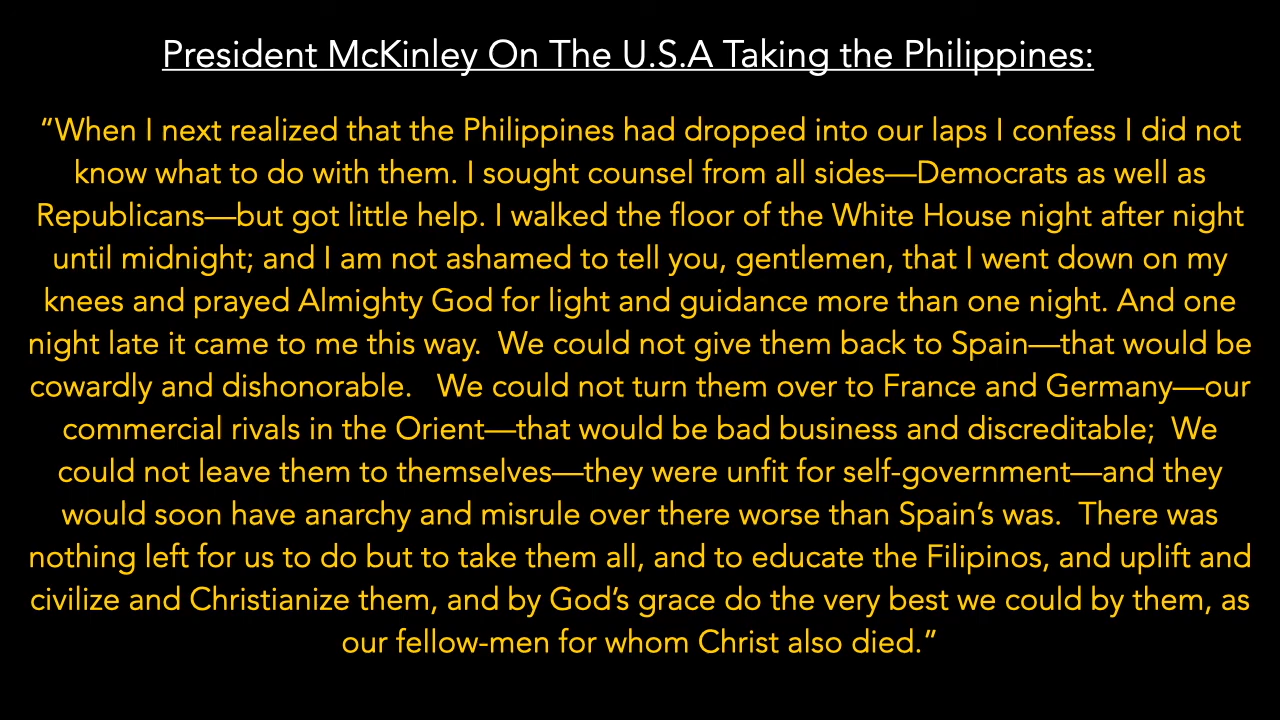 President McKinley On The U.S.A Taking the Philippines:
“When I next realized that the Philippines had dropped into our laps I confess I did not
know what to do with them. I sought counsel from all sides—Democrats as well as
Republicans—but got little help. I walked the floor of the White House night after night
until midnight; and I am not ashamed to tell you, gentlemen, that I went down on my
knees and prayed Almighty God for light and guidance more than one night. And one
night late it came to me this way.  We could not give them back to Spain—that would be
cowardly and dishonorable.   We could not turn them over to France and Germany—our
commercial rivals in the Orient—that would be bad business and discreditable;  We
could not leave them to themselves—they were unfit for self-government—and they
would soon have anarchy and misrule over there worse than Spain’s was.  There was
nothing left for us to do but to take them all, and to educate the Filipinos, and uplift and
civilize and Christianize them, and by God’s grace do the very best we could by them, as
our fellow-men for whom Christ also died.”